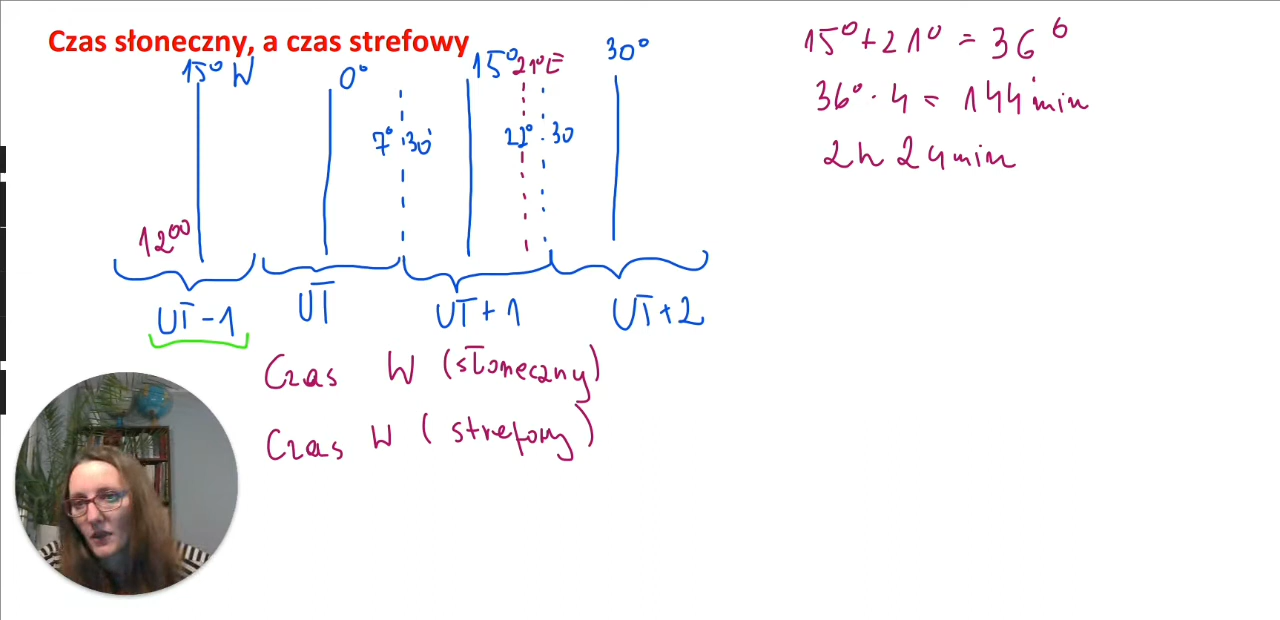 Czas słoneczny, a czas strefowy
15° W 0° 15° 21°E 30°
7° 30' 22° 30
12⁰⁰
UT-1 UT UT+1 UT+2
Czas W (słoneczny)
Czas W (strefowy)
15° + 21° = 36°
36° · 4 = 144 min
2h 24 min